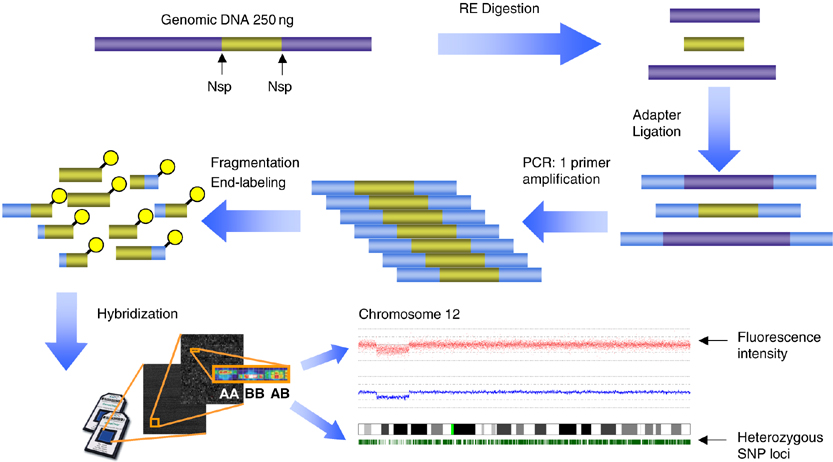 Genomic DNA 250 ng
RE Digestion
Nsp Nsp
Adapter
Ligation
PCR: 1 primer
amplification
Fragmentation
End-labeling
Hybridization
AA BB AB
Chromosome 12
Fluorescence
intensity
Heterozygous
SNP loci